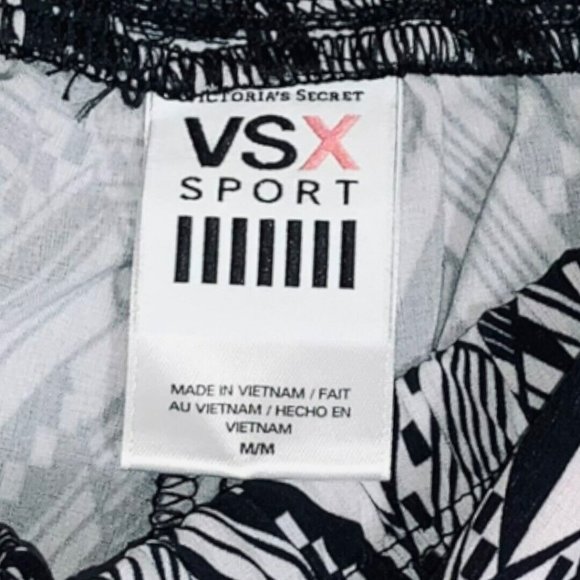 VICTORIA'S SECRET
VSX
SPORT
MADE IN VIETNAM / FAIT
AU VIETNAM / HECHO EN
VIETNAM
M/M